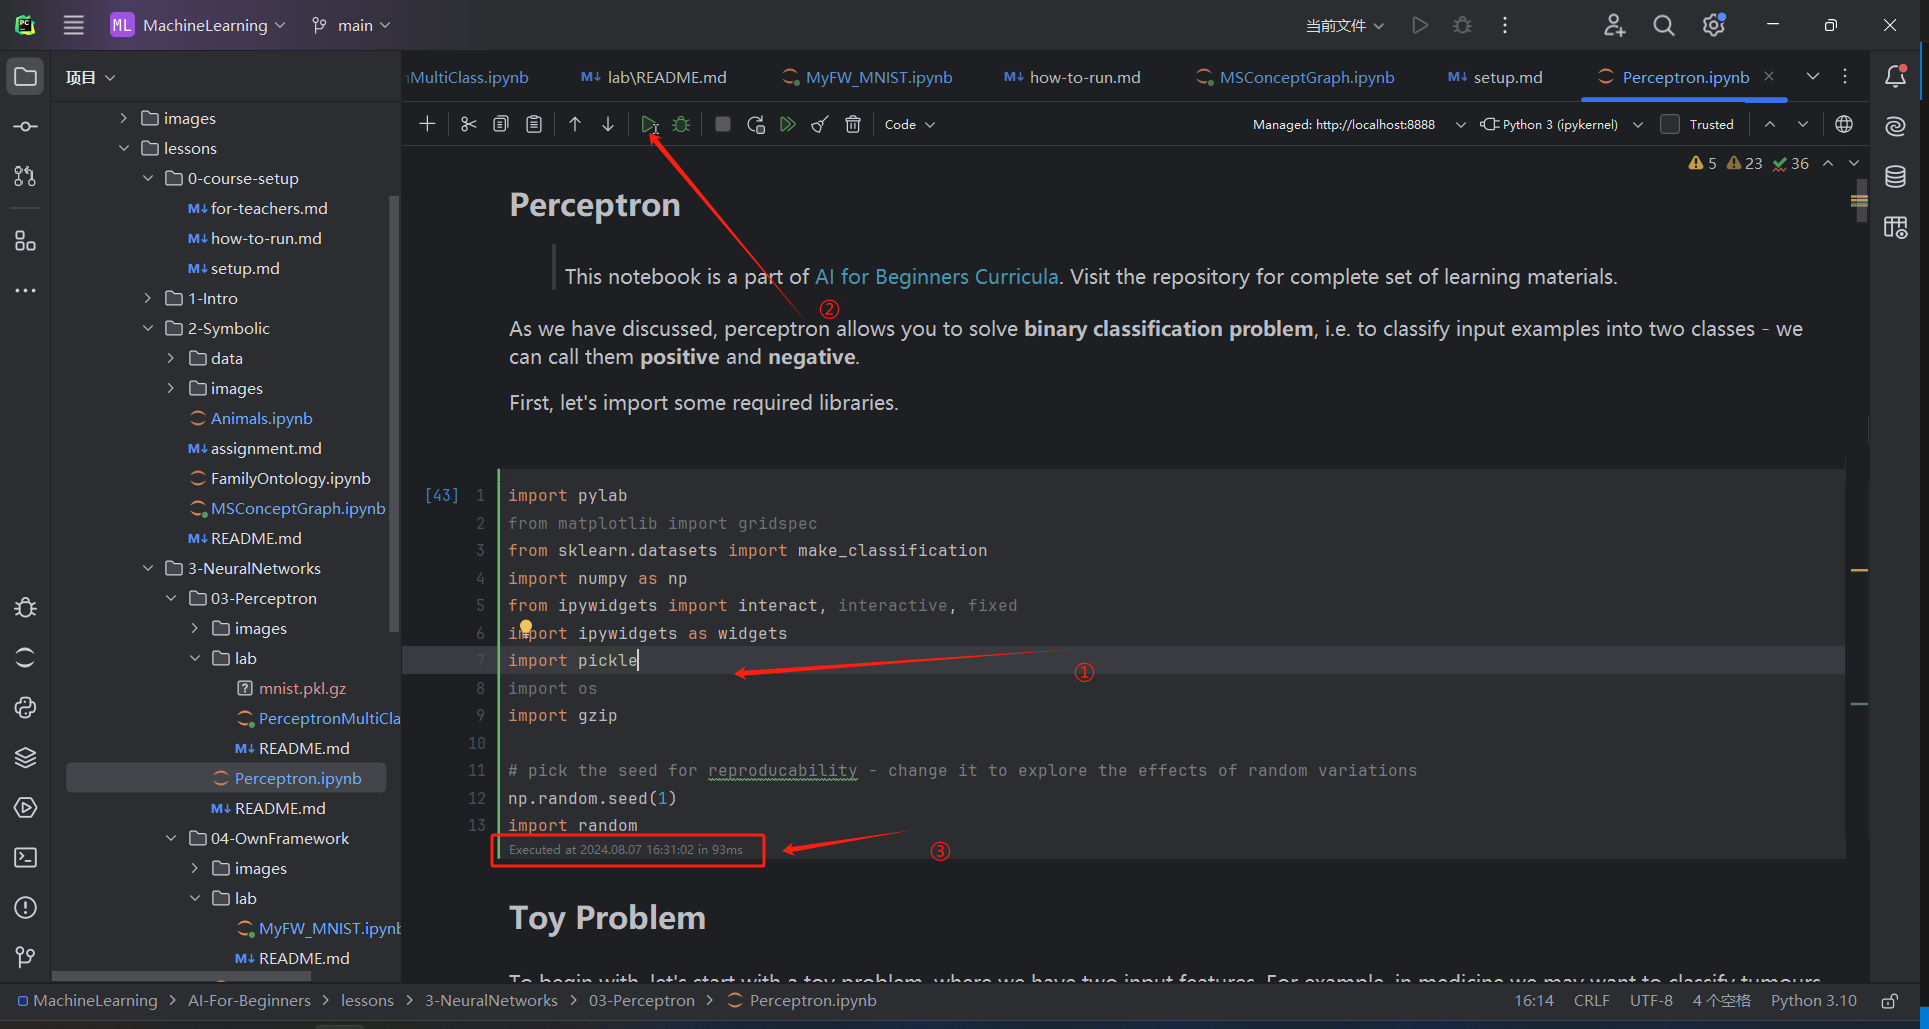 PC
ML MachineLearning main 当前文件
项目
images
lessons
0-course-setup
M↓ for-teachers.md
M↓ how-to-run.md
M↓ setup.md
1-Intro
2-Symbolic
data
images
Animals.ipynb
M↓ assignment.md
FamilyOntology.ipynb
MSConceptGraph.ipynb
M↓ README.md
3-NeuralNetworks
03-Perceptron
images
lab
mnist.pkl.gz
PerceptronMultiCla
M↓ README.md
Perceptron.ipynb
M↓ README.md
04-OwnFramework
images
lab
MyFW_MNIST.ipynb
M↓ README.md
MultiClass.ipynb M↓ lab\README.md MyFW_MNIST.ipynb M↓ how-to-run.md MSConceptGraph.ipynb M↓ setup.md Perceptron.ipynb
Code Managed: http://localhost:8888 Python 3 (ipykernel) Trusted
5 23 36
Perceptron
This notebook is a part of AI for Beginners Curricula. Visit the repository for complete set of learning materials.
②
As we have discussed, perceptron allows you to solve binary classification problem, i.e. to classify input examples into two classes - we
can call them positive and negative.
First, let's import some required libraries.
[43] 1 import pylab
2 from matplotlib import gridspec
3 from sklearn.datasets import make_classification
4 import numpy as np
5 from ipywidgets import interact, interactive, fixed
6 import ipywidgets as widgets
7 import pickle
①
8 import os
9 import gzip
10
11 # pick the seed for reproducability - change it to explore the effects of random variations
12 np.random.seed(1)
13 import random
Executed at 2024.08.07 16:31:02 in 93ms
③
Toy Problem
To begin with, let's start with a toy problem, where we have two input features. For example, in medicine we may want to classify tumours
MachineLearning > AI-For-Beginners > lessons > 3-NeuralNetworks > 03-Perceptron > Perceptron.ipynb 16:14 CRLF UTF-8 4 个空格 Python 3.10